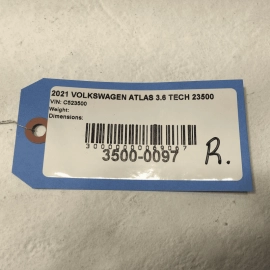 2021 VOLKSWAGEN ATLAS 3.6 TECH 23500
VIN: C523500
Weight:
Dimensions:
3500-0097
R.